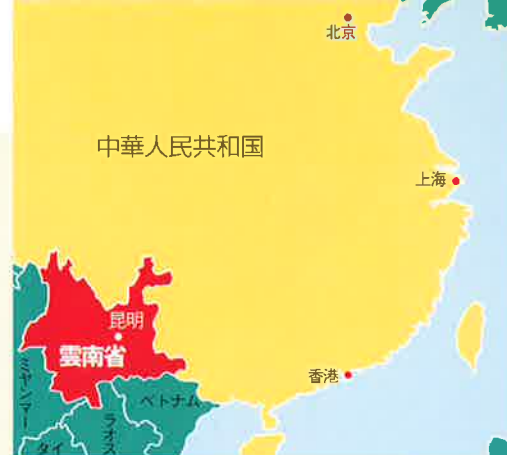 北京
中華人民共和国
上海
昆明
雲南省
香港
ミャンマー
ベトナム
ラオス
タイ